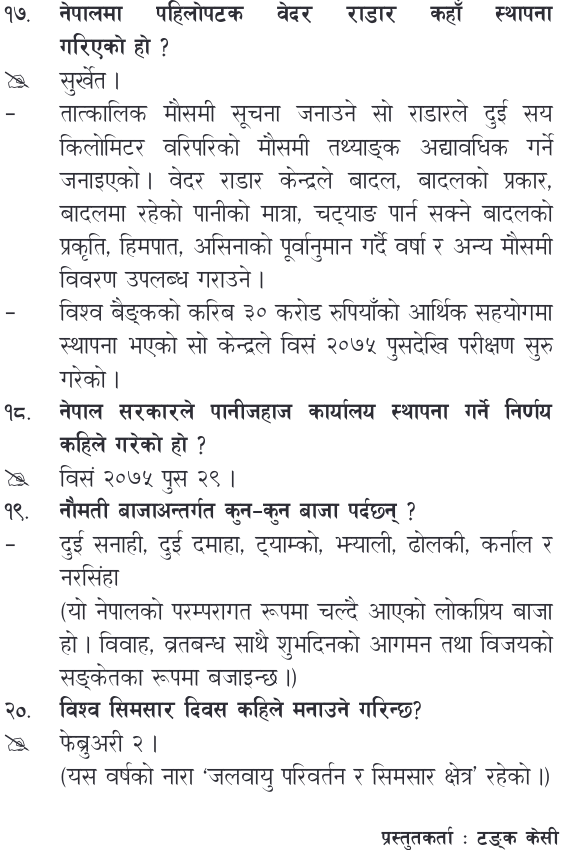 १७. नेपालमा पहिलोपटक वेदर राडार कहाँ स्थापना
गरिएको हो ?
सुर्खेत ।
– तात्कालिक मौसमी सूचना जनाउने सो राडारले दुई सय
किलोमिटर वरिपरिको मौसमी तथ्याङ्क अद्यावधिक गर्ने
जनाइएको । वेदर राडार केन्द्रले बादल, बादलको प्रकार,
बादलमा रहेको पानीको मात्रा, चट्याङ पार्न सक्ने बादलको
प्रकृति, हिमपात, असिनाको पूर्वानुमान गर्दै वर्षा र अन्य मौसमी
विवरण उपलब्ध गराउने ।
– विश्व बैङ्कको करिब ३० करोड रुपियाँको आर्थिक सहयोगमा
स्थापना भएको सो केन्द्रले विसं २०७५ पुसदेखि परीक्षण सुरु
गरेको ।
१८. नेपाल सरकारले पानीजहाज कार्यालय स्थापना गर्ने निर्णय
कहिले गरेको हो ?
विसं २०७५ पुस २९ ।
१९. नौमती बाजाअन्तर्गत कुन–कुन बाजा पर्दछन् ?
– दुई सनाही, दुई दमाहा, ट्याम्को, झ्याली, ढोलकी, कर्नाल र
नरसिंहा
(यो नेपालको परम्परागत रूपमा चल्दै आएको लोकप्रिय बाजा
हो । विवाह, व्रतबन्ध साथै शुभदिनको आगमन तथा विजयको
सङ्केतका रूपमा बजाइन्छ ।)
२०. विश्व सिमसार दिवस कहिले मनाउने गरिन्छ?
फेब्रुअरी २ ।
(यस वर्षको नारा ‘जलवायु परिवर्तन र सिमसार क्षेत्र’ रहेको ।)
प्रस्तुतकर्ता : टङ्क केसी